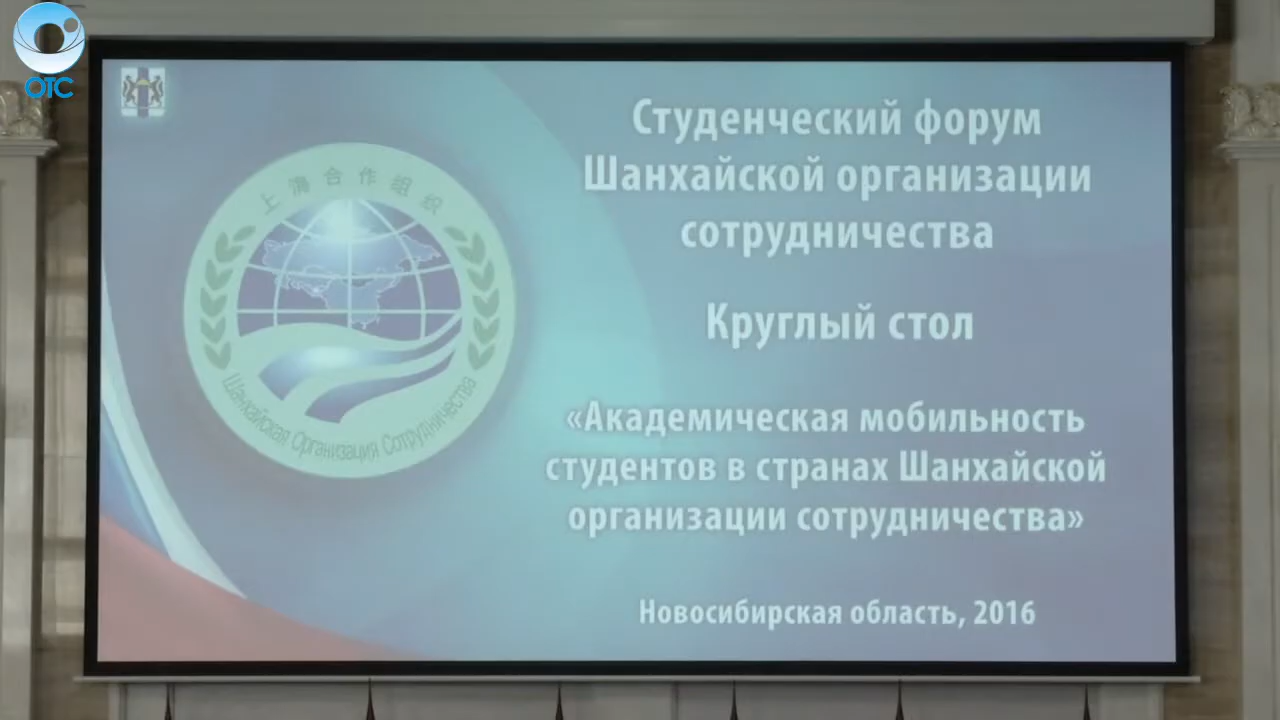 ОТС
上海合作组织
Студенческий форум
Шанхайской организации
сотрудничества
Круглый стол
«Академическая мобильность
студентов в странах Шанхайской
организации сотрудничества»
Шанхайская Организация Сотрудничества
Новосибирская область, 2016